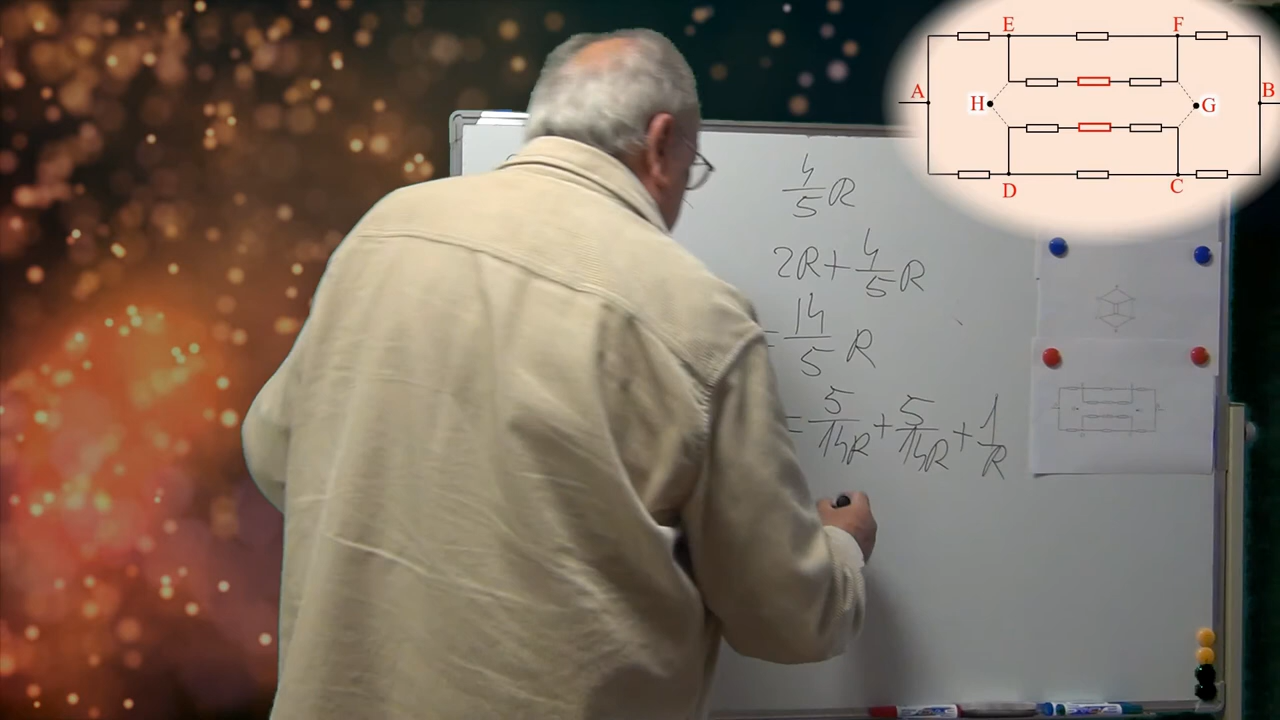 E F
A B
H G
D C
4/5 R
2R + 4/5 R
= 14/5 R
= 5/14R + 5/14R + 1/R